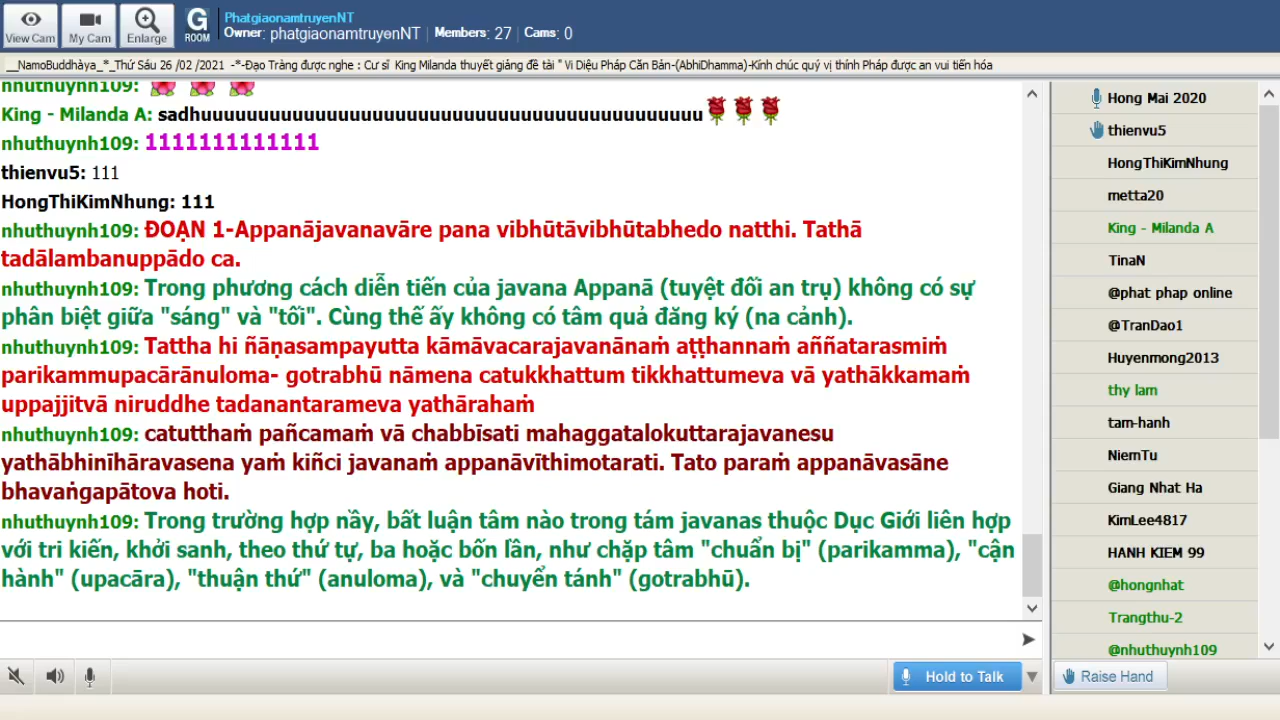 View Cam
My Cam
Enlarge
G
ROOM
PhatgiaonamtruyenNT
Owner: phatgiaonamtruyenNT | Members: 27 | Cams: 0
__NamoBuddhàya_*_Thứ Sáu 26 /02 /2021 -*-Đạo Tràng được nghe : Cư sĩ King Milanda thuyết giảng đề tài " Vi Diệu Pháp Căn Bản-(AbhiDhamma)-Kính chúc quý vị thính Pháp được an vui tiến hóa
nhuthuynh109:
King - Milanda A: sadhuuuuuuuuuuuuuuuuuuuuuuuuuuuuuuuuuuuuuuuuuuuu
nhuthuynh109: 1111111111111
thienvu5: 111
HongThiKimNhung: 111
nhuthuynh109: ĐOẠN 1-Appanājavanavāre pana vibhūtāvibhūtabhedo natthi. Tathā
tadālambanuppādo ca.
nhuthuynh109: Trong phương cách diễn tiến của javana Appanā (tuyệt đối an trụ) không có sự
phân biệt giữa "sáng" và "tối". Cùng thế ấy không có tâm quả đăng ký (na cảnh).
nhuthuynh109: Tattha hi ñāṇasampayutta kāmāvacarajavanānaṁ aṭṭhannaṁ aññatarasmiṁ
parikammupacārānuloma- gotrabhū nāmena catukkhattum tikkhattumeva vā yathākkamaṁ
uppajjitvā niruddhe tadanantarameva yathārahaṁ
nhuthuynh109: catutthaṁ pañcamaṁ vā chabbīsati mahaggatalokuttarajavanesu
yathābhinīhāravasena yaṁ kiñci javanaṁ appanāvīthimotarati. Tato paraṁ appanāvasāne
bhavaṅgapātova hoti.
nhuthuynh109: Trong trường hợp nầy, bất luận tâm nào trong tám javanas thuộc Dục Giới liên hợp
với tri kiến, khởi sanh, theo thứ tự, ba hoặc bốn lần, như chặp tâm "chuẩn bị" (parikamma), "cận
hành" (upacāra), "thuận thứ" (anuloma), và "chuyển tánh" (gotrabhū).
Hold to Talk
Hong Mai 2020
thienvu5
HongThiKimNhung
metta20
King - Milanda A
TinaN
@phat phap online
@TranDao1
Huyenmong2013
thy lam
tam-hanh
NiemTu
Giang Nhat Ha
KimLee4817
HANH KIEM 99
@hongnhat
Trangthu-2
@nhuthuynh109
Raise Hand